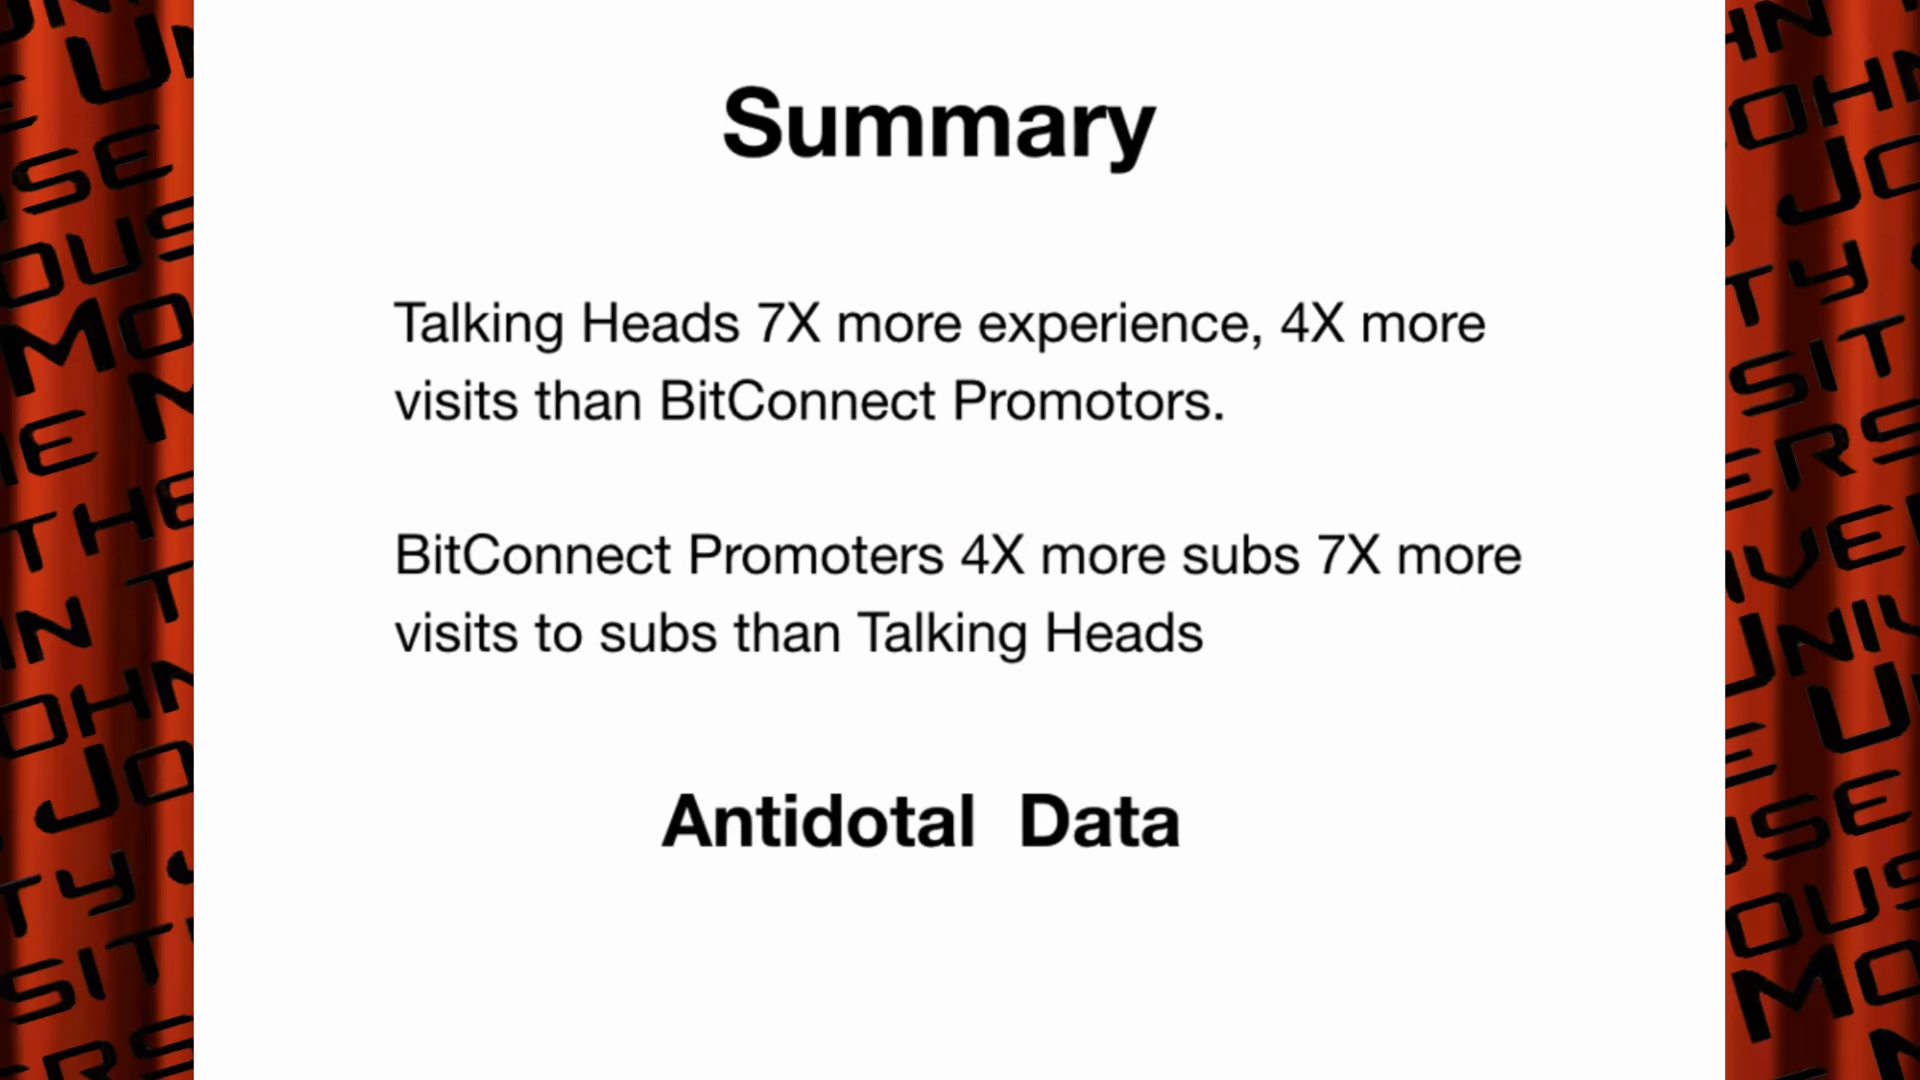 Summary
Talking Heads 7X more experience, 4X more
visits than BitConnect Promotors.
BitConnect Promoters 4X more subs 7X more
visits to subs than Talking Heads
Antidotal Data